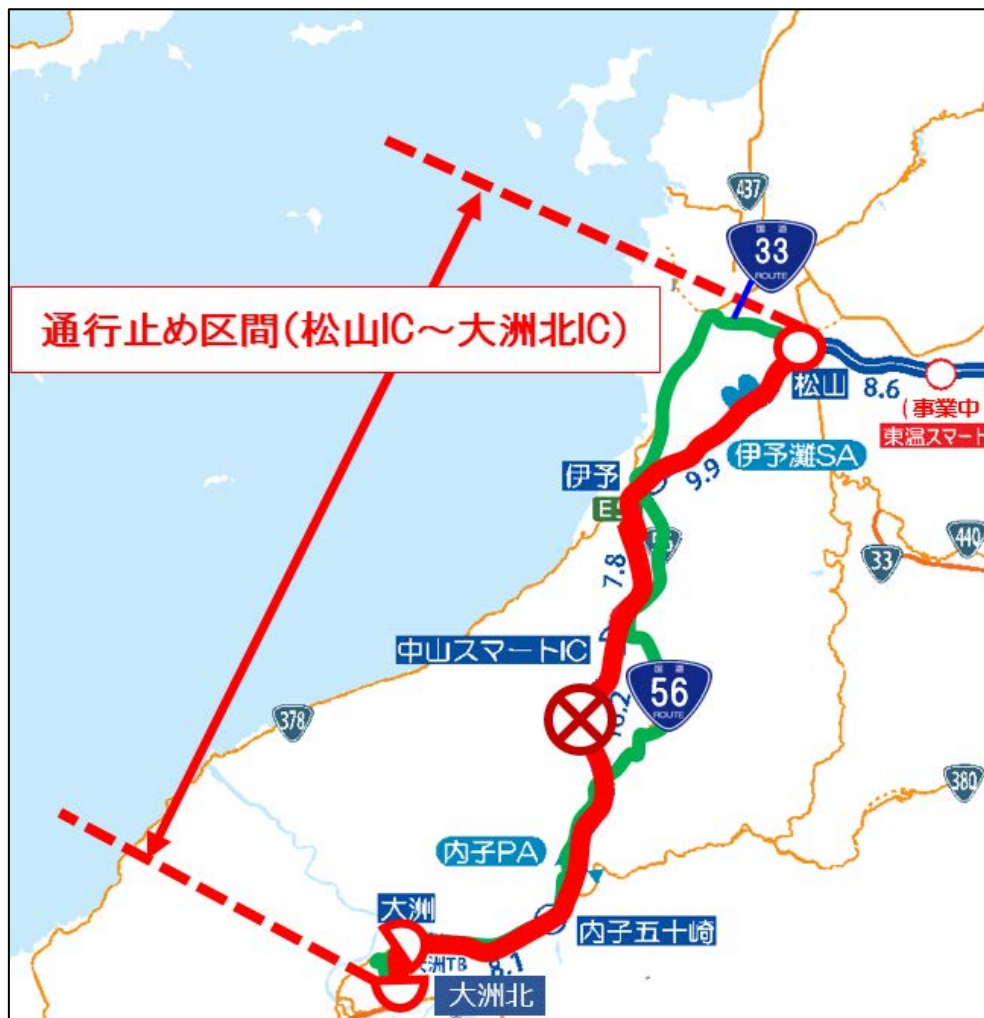 437
国道
33
ROUTE
通行止め区間(松山IC～大洲北IC)
松山
8.6
(事業中
東温スマート
伊予灘SA
9.9
伊予
7.8
33
440
中山スマートIC
国道
56
ROUTE
378
380
内子PA
大洲
内子五十崎
大洲TB
8.1
大洲北